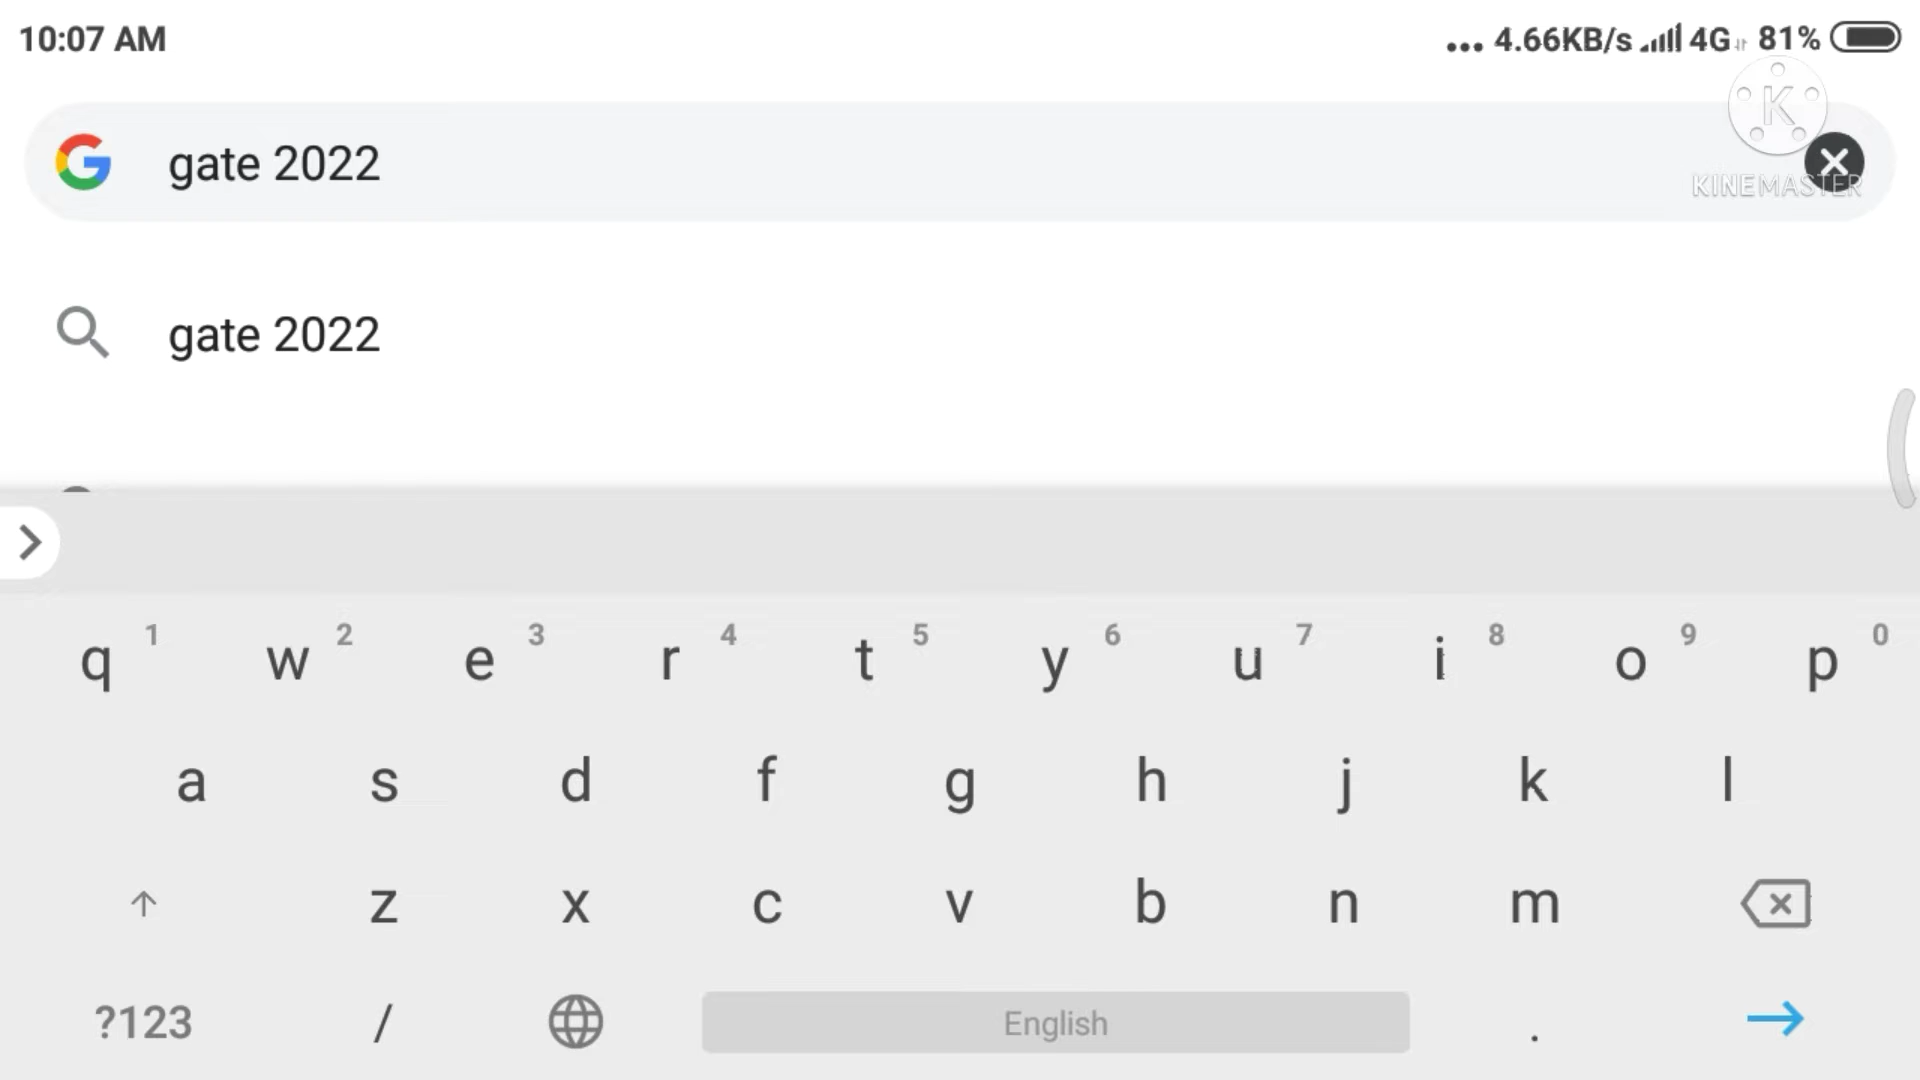 10:07 AM ... 4.66KB/s 4G 81%
K
KINEMASTER
gate 2022
gate 2022
q 1 w 2 e 3 r 4 t 5 y 6 u 7 i 8 o 9 p 0
a s d f g h j k l
z x c v b n m
?123 / English .